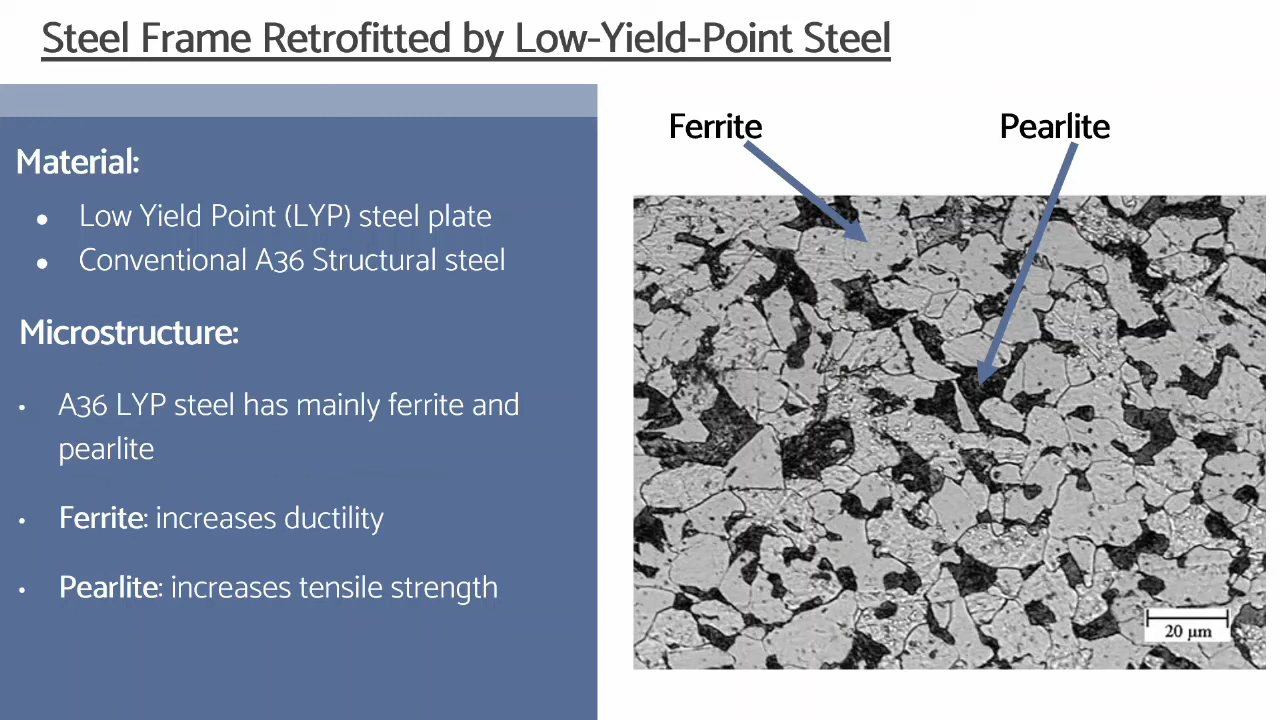 Steel Frame Retrofitted by Low-Yield-Point Steel
Material:
● Low Yield Point (LYP) steel plate
● Conventional A36 Structural steel
Microstructure:
• A36 LYP steel has mainly ferrite and
pearlite
• Ferrite: increases ductility
• Pearlite: increases tensile strength
Ferrite
Pearlite
20 μm